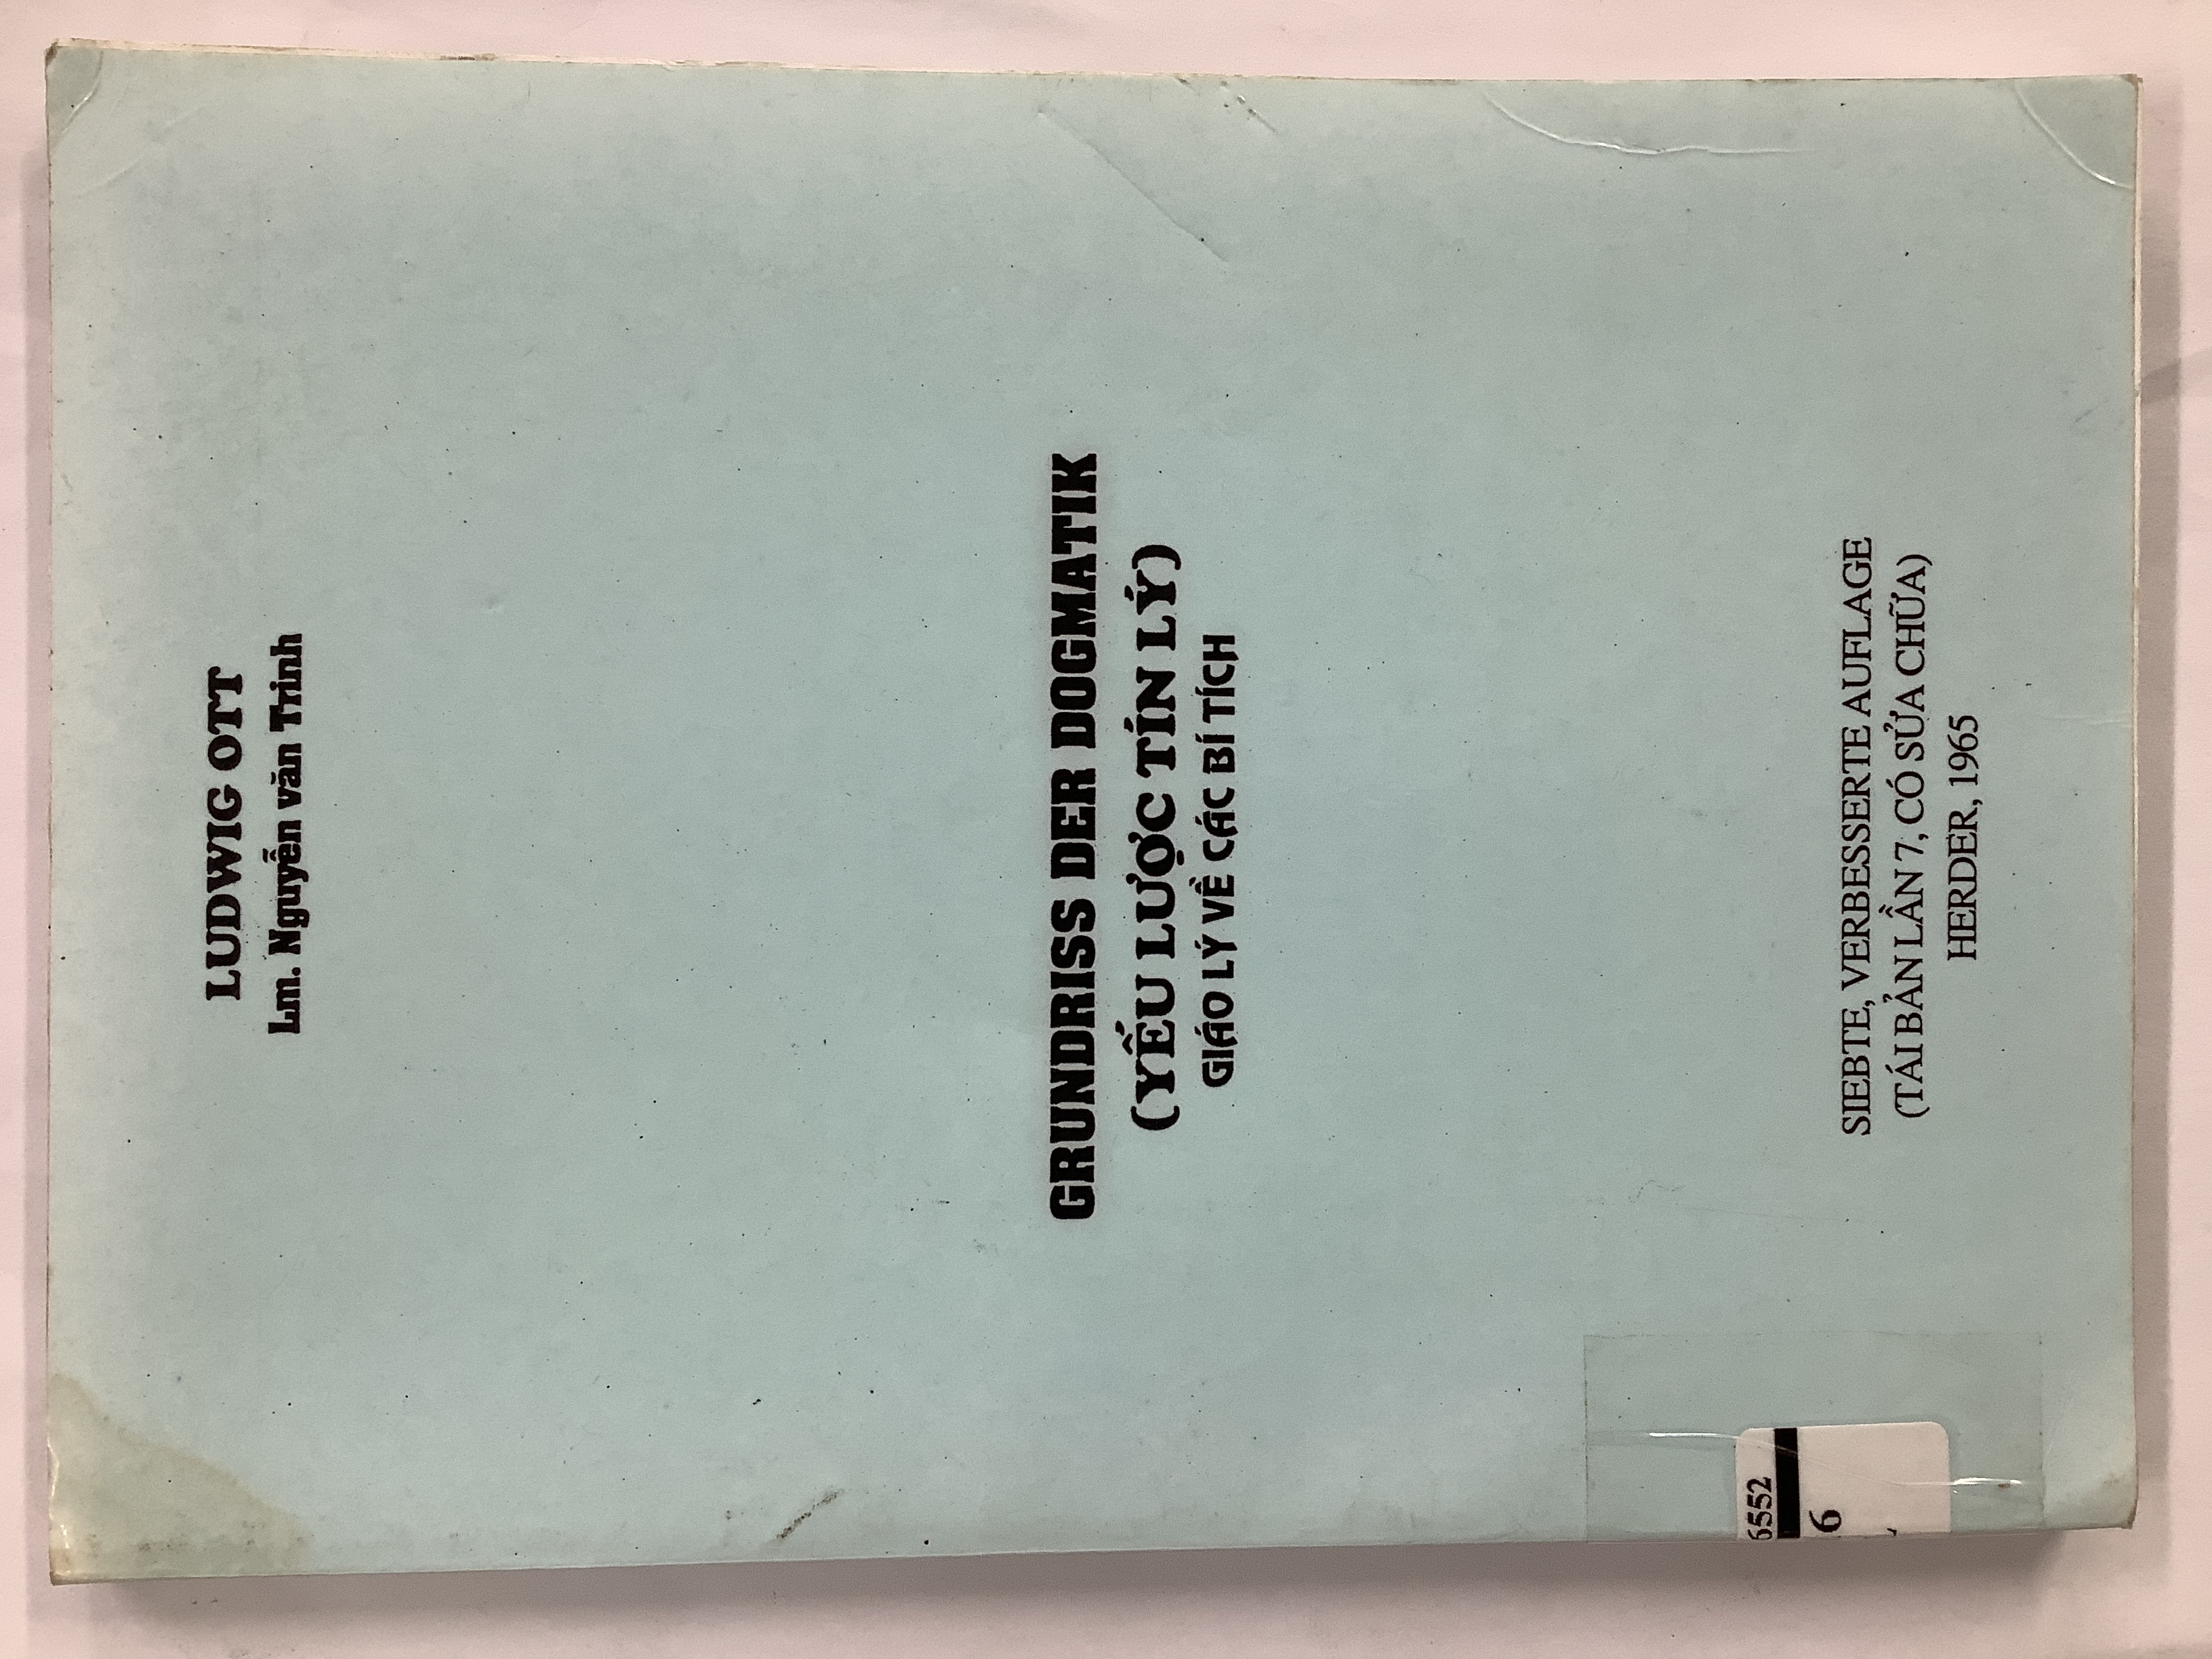 LUDWIG OTT
Lm. Nguyễn văn Trinh
GRUNDRISS DER DOGMATIK
(YẾU LƯỢC TÍN LÝ)
GIÁO LÝ VỀ CÁC BÍ TÍCH
SIEBTE, VERBESSERTE AUFLAGE
(TÁI BẢN LẦN 7, CÓ SỬA CHỮA)
HERDER, 1965
6552
6